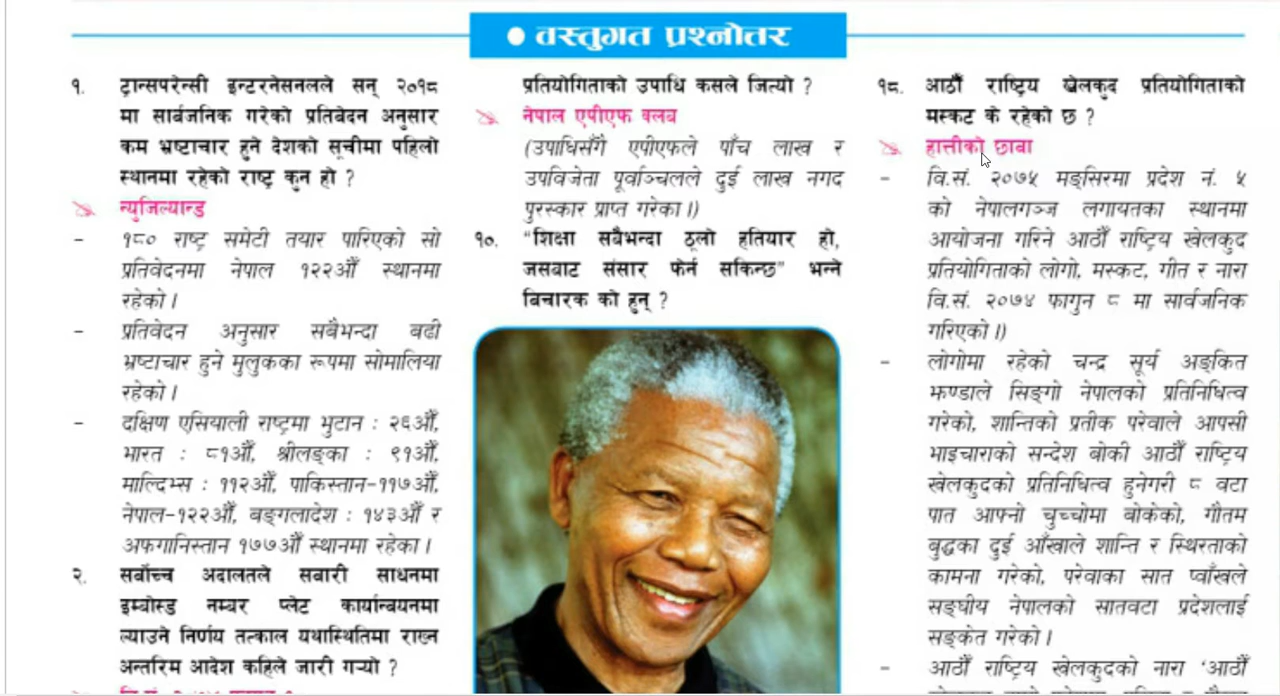 ● वस्तुगत प्रश्नोत्तर
१. ट्रान्सपरेन्सी इन्टरनेसनलले सन् २०१८
मा सार्बजनिक गरेको प्रतिवेदन अनुसार
कम भ्रष्टाचार हुने देशको सूचीमा पहिलो
स्थानमा रहेको राष्ट्र कुन हो ?
न्युजिल्यान्ड
– १८० राष्ट्र समेटी तयार पारिएको सो
प्रतिवेदनमा नेपाल १२२औँ स्थानमा
रहेको ।
– प्रतिवेदन अनुसार सबैभन्दा बढी
भ्रष्टाचार हुने मुलुकका रूपमा सोमालिया
रहेको ।
– दक्षिण एसियाली राष्ट्रमा भुटान : २६औँ,
भारत : ८१औँ, श्रीलङ्का : ९१औँ,
माल्दिभ्स : ११२औँ, पाकिस्तान-११७औँ,
नेपाल-१२२औँ, बङ्गलादेश : १४३औँ र
अफगानिस्तान १७७औँ स्थानमा रहेका ।
२. सर्बोच्च अदालतले सबारी साधनमा
इम्बोस्ड नम्बर प्लेट कार्यान्बयनमा
ल्याउने निर्णय तत्काल यथास्थितिमा राख्न
अन्तरिम आदेश कहिले जारी गर्‍यो ?
प्रतियोगिताको उपाधि कसले जित्यो ?
नेपाल एपीएफ क्लब
(उपाधिसँगै एपीएफले पाँच लाख र
उपविजेता पूर्वाञ्चलले दुई लाख नगद
पुरस्कार प्राप्त गरेका ।)
१०. “शिक्षा सबैभन्दा ठूलो हतियार हो,
जसबाट संसार फेर्न सकिन्छ” भन्ने
बिचारक को हुन् ?
१८. आठौँ राष्ट्रिय खेलकुद प्रतियोगिताको
मस्कट के रहेको छ ?
हात्तीको छाबा
– वि.सं. २०७५ मङ्सिरमा प्रदेश नं. ५
को नेपालगञ्ज लगायतका स्थानमा
आयोजना गरिने आठौँ राष्ट्रिय खेलकुद
प्रतियोगिताको लोगो, मस्कट, गीत र नारा
वि.सं. २०७४ फागुन ८ मा सार्वजनिक
गरिएको ।)
– लोगोमा रहेको चन्द्र सूर्य अङ्कित
झण्डाले सिङ्गो नेपालको प्रतिनिधित्व
गरेको, शान्तिको प्रतीक परेवाले आपसी
भाइचाराको सन्देश बोकी आठौँ राष्ट्रिय
खेलकुदको प्रतिनिधित्व हुनेगरी ८ वटा
पात आफ्नो चुच्चोमा बोकेको, गौतम
बुद्धका दुई आँखाले शान्ति र स्थिरताको
कामना गरेको, परेवाका सात प्वाँखले
सङ्घीय नेपालको सातवटा प्रदेशलाई
सङ्केत गरेको ।
– आठौँ राष्ट्रिय खेलकुदको नारा ‘आठौँ